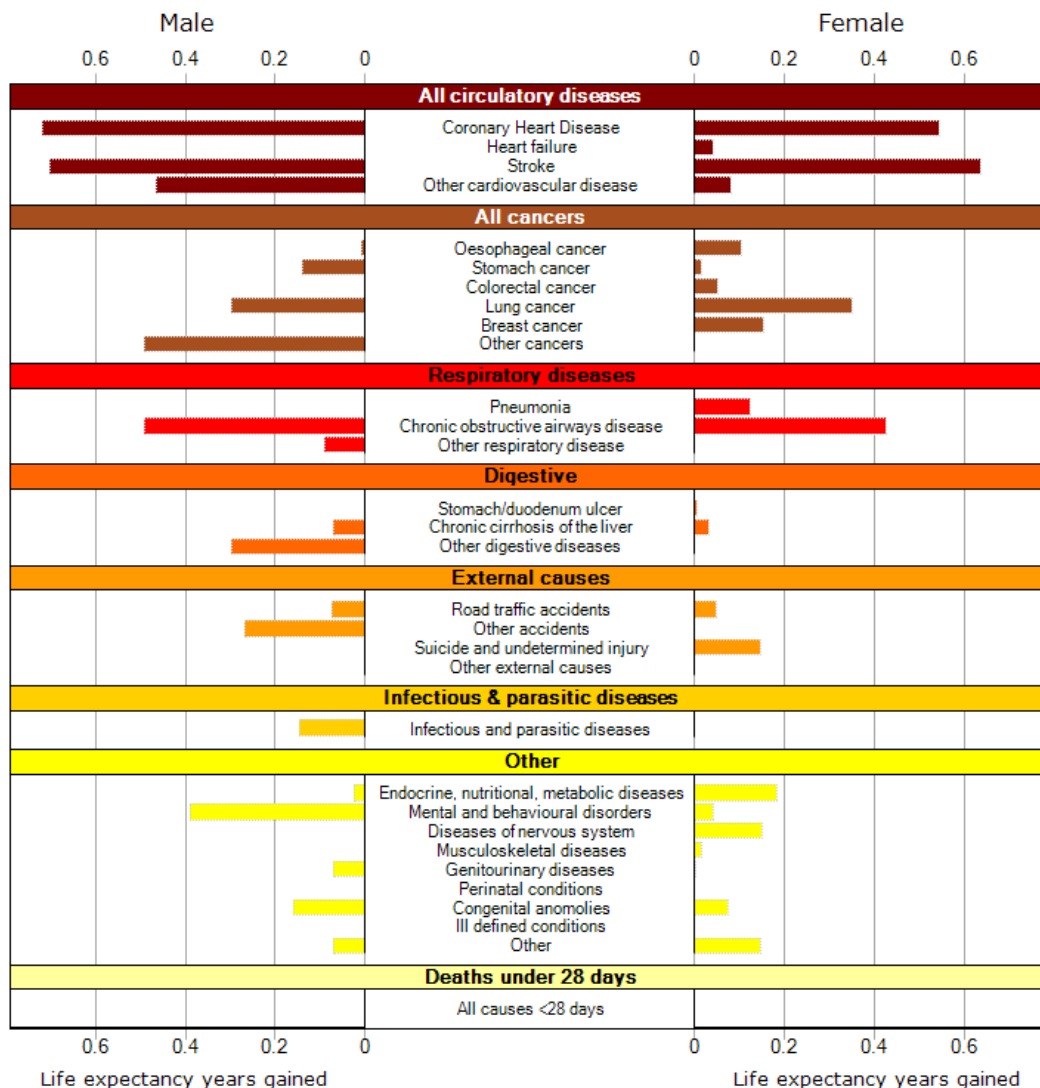 Male Female
0.6 0.4 0.2 0 0 0.2 0.4 0.6
All circulatory diseases
Coronary Heart Disease
Heart failure
Stroke
Other cardiovascular disease
All cancers
Oesophageal cancer
Stomach cancer
Colorectal cancer
Lung cancer
Breast cancer
Other cancers
Respiratory diseases
Pneumonia
Chronic obstructive airways disease
Other respiratory disease
Digestive
Stomach/duodenum ulcer
Chronic cirrhosis of the liver
Other digestive diseases
External causes
Road traffic accidents
Other accidents
Suicide and undetermined injury
Other external causes
Infectious & parasitic diseases
Infectious and parasitic diseases
Other
Endocrine, nutritional, metabolic diseases
Mental and behavioural disorders
Diseases of nervous system
Musculoskeletal diseases
Genitourinary diseases
Perinatal conditions
Congenital anomolies
Ill defined conditions
Other
Deaths under 28 days
All causes <28 days
0.6 0.4 0.2 0 0 0.2 0.4 0.6
Life expectancy years gained Life expectancy years gained